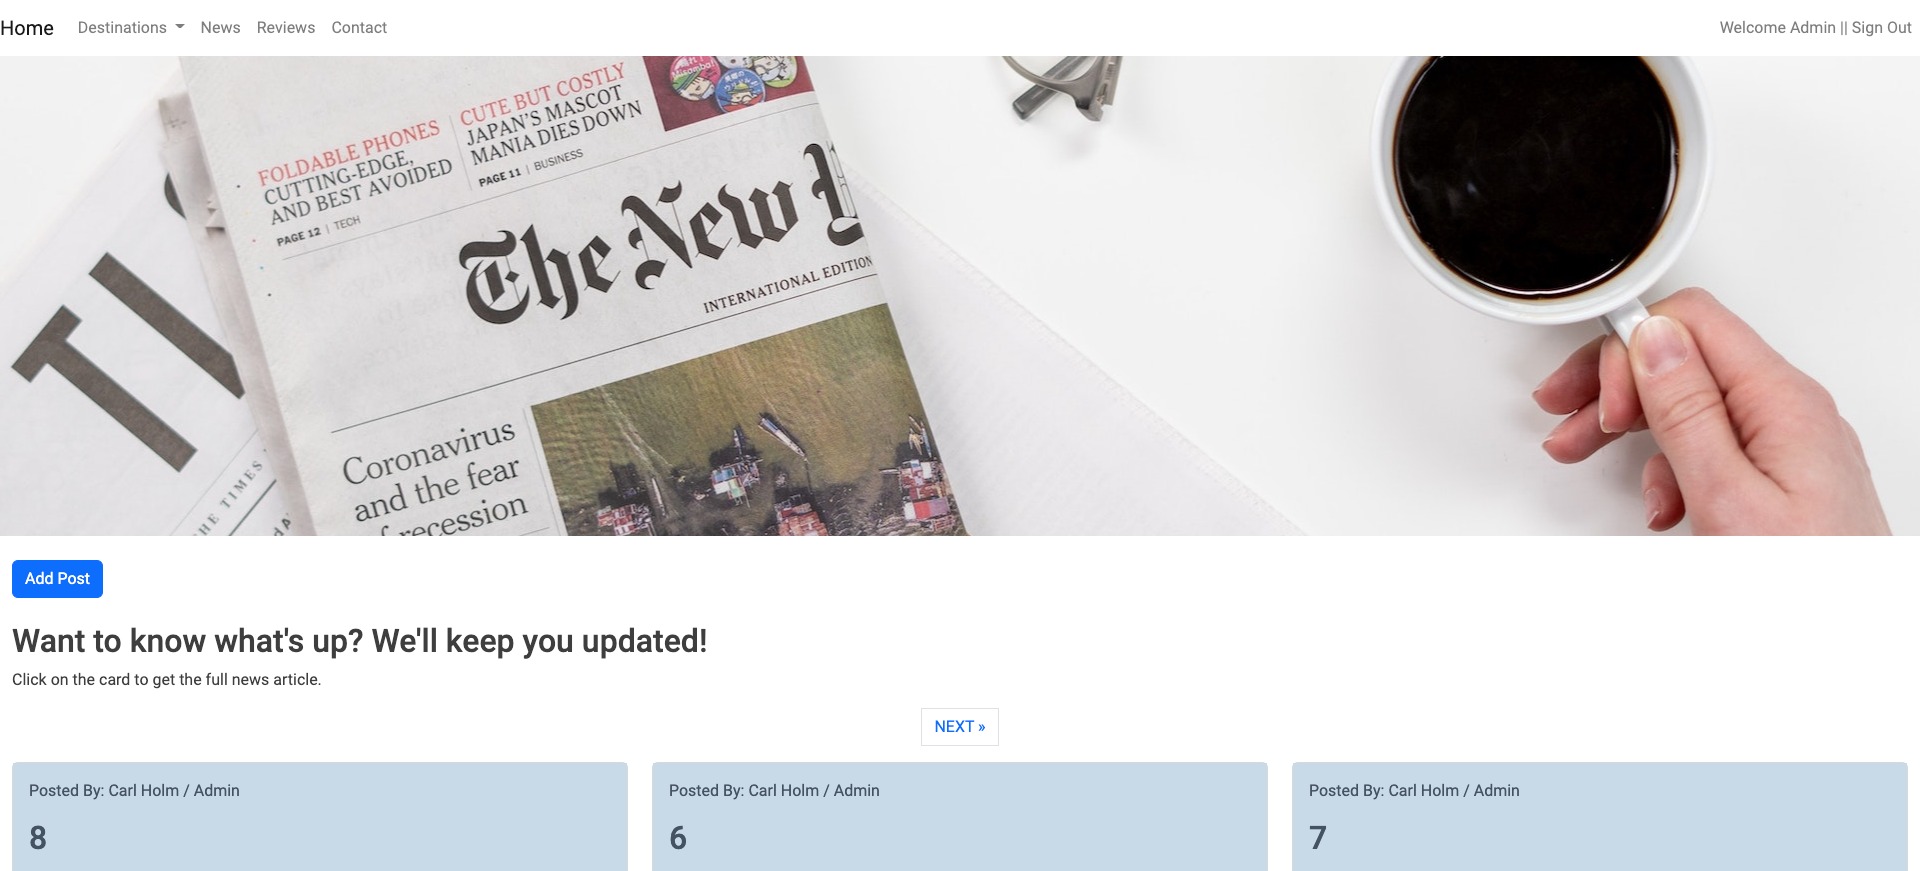 Home Destinations News Reviews Contact Welcome Admin || Sign Out
FOLDABLE PHONES
CUTTING-EDGE,
AND BEST AVOIDED
PAGE 12 | TECH
CUTE BUT COSTLY
JAPAN'S MASCOT
MANIA DIES DOWN
PAGE 11 | BUSINESS
The New
INTERNATIONAL EDITION
Coronavirus
and the fear
recession
TI
HE TIMES
Add Post
Want to know what's up? We'll keep you updated!
Click on the card to get the full news article.
NEXT »
Posted By: Carl Holm / Admin
8
Posted By: Carl Holm / Admin
6
Posted By: Carl Holm / Admin
7